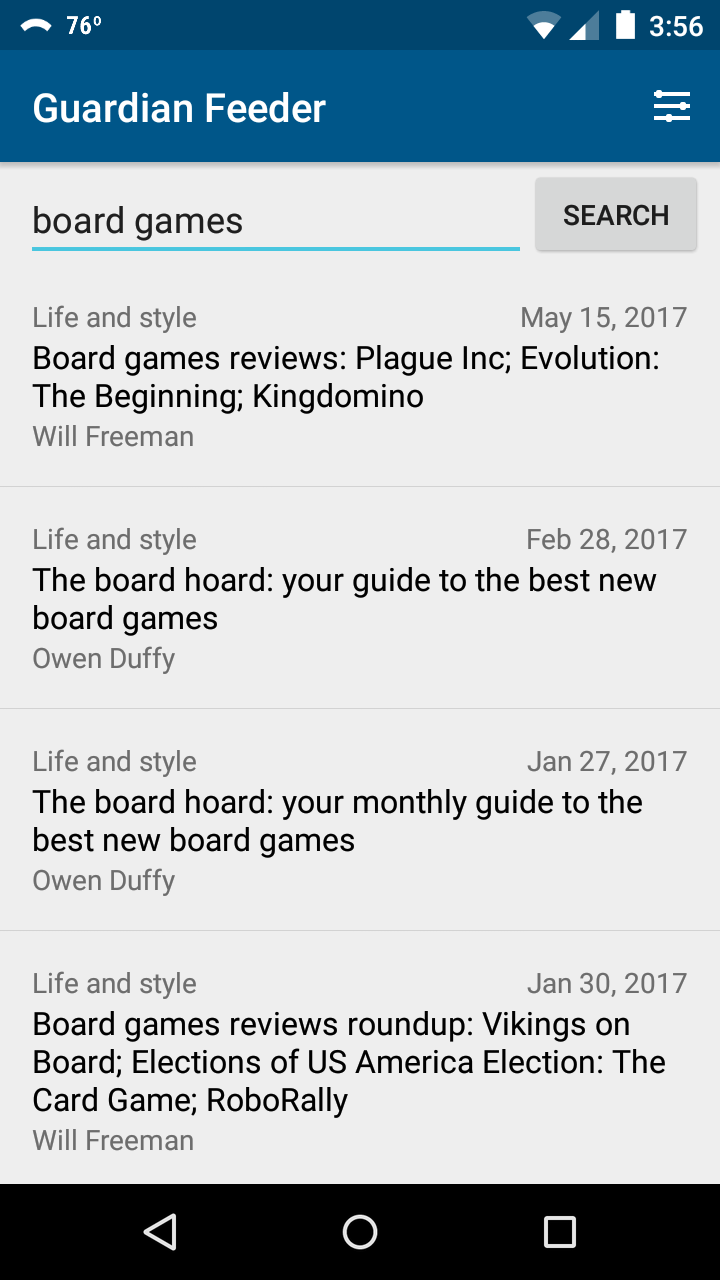 76° 3:56
Guardian Feeder
board games SEARCH
Life and style May 15, 2017
Board games reviews: Plague Inc; Evolution:
The Beginning; Kingdomino
Will Freeman
Life and style Feb 28, 2017
The board hoard: your guide to the best new
board games
Owen Duffy
Life and style Jan 27, 2017
The board hoard: your monthly guide to the
best new board games
Owen Duffy
Life and style Jan 30, 2017
Board games reviews roundup: Vikings on
Board; Elections of US America Election: The
Card Game; RoboRally
Will Freeman